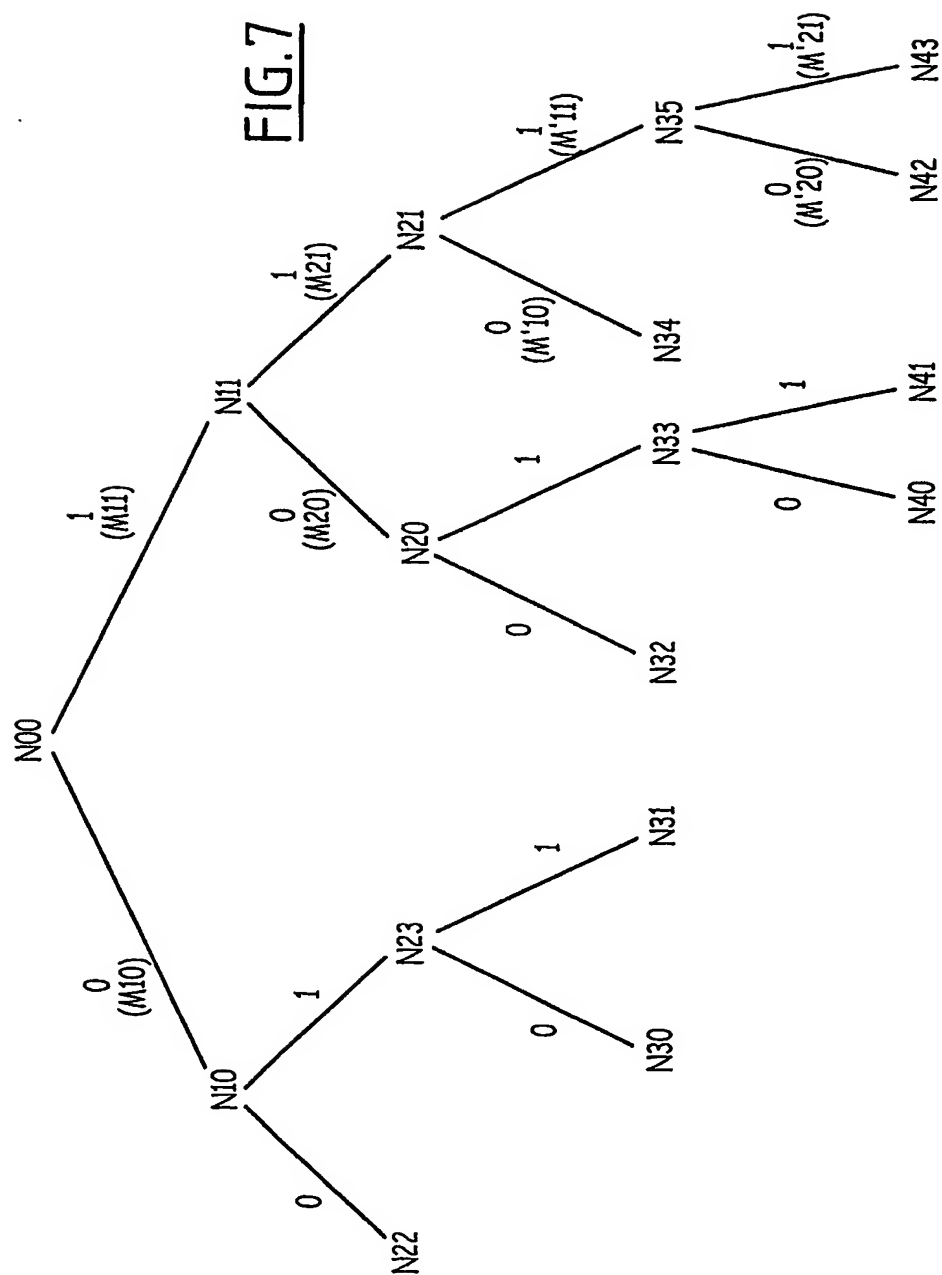 FIG.7
N00
0
(M10)
1
(M11)
N10
N11
0
1
0
(M20)
1
(M21)
N22
N23
N20
N21
0
1
0
1
0
(M'10)
1
(M'11)
N30
N31
N32
N33
N34
N35
0
1
0
(M'20)
1
(M'21)
N40
N41
N42
N43